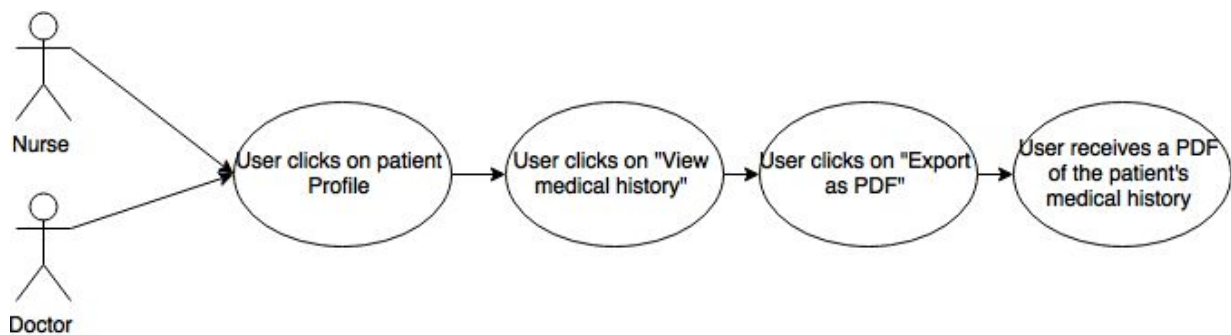 Nurse
User clicks on patient
Profile
User clicks on "View
medical history"
User clicks on "Export
as PDF"
User receives a PDF
of the patient's
medical history
Doctor